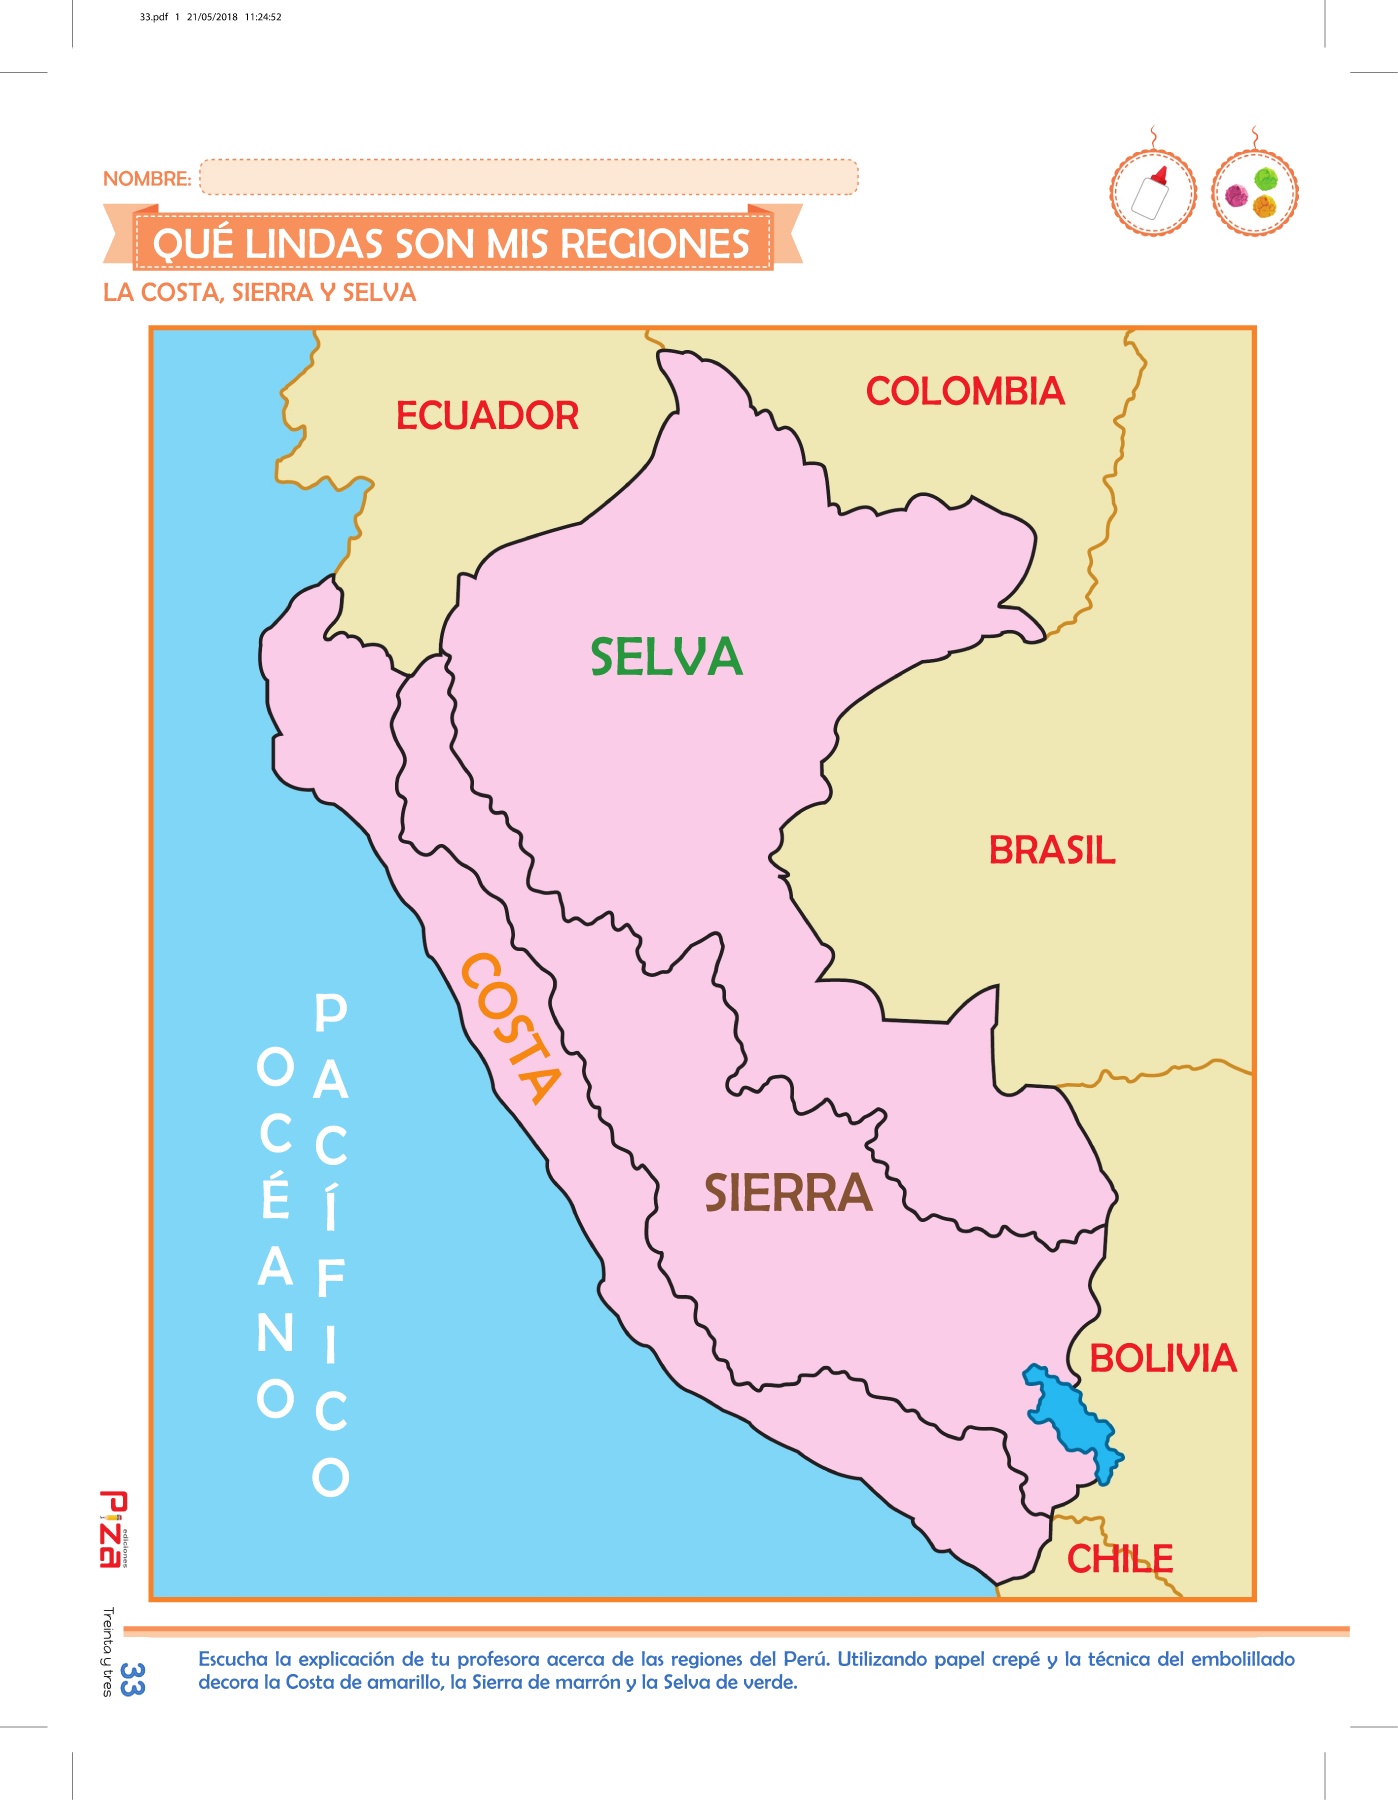 33.pdf 1 21/05/2018 11:24:52
NOMBRE:
QUÉ LINDAS SON MIS REGIONES
LA COSTA, SIERRA Y SELVA
ECUADOR
COLOMBIA
SELVA
BRASIL
COSTA
OCÉANO
PACÍFICO
SIERRA
BOLIVIA
CHILE
Piza
ediciones
Treinta y tres
33
Escucha la explicación de tu profesora acerca de las regiones del Perú. Utilizando papel crepé y la técnica del embolillado
decora la Costa de amarillo, la Sierra de marrón y la Selva de verde.